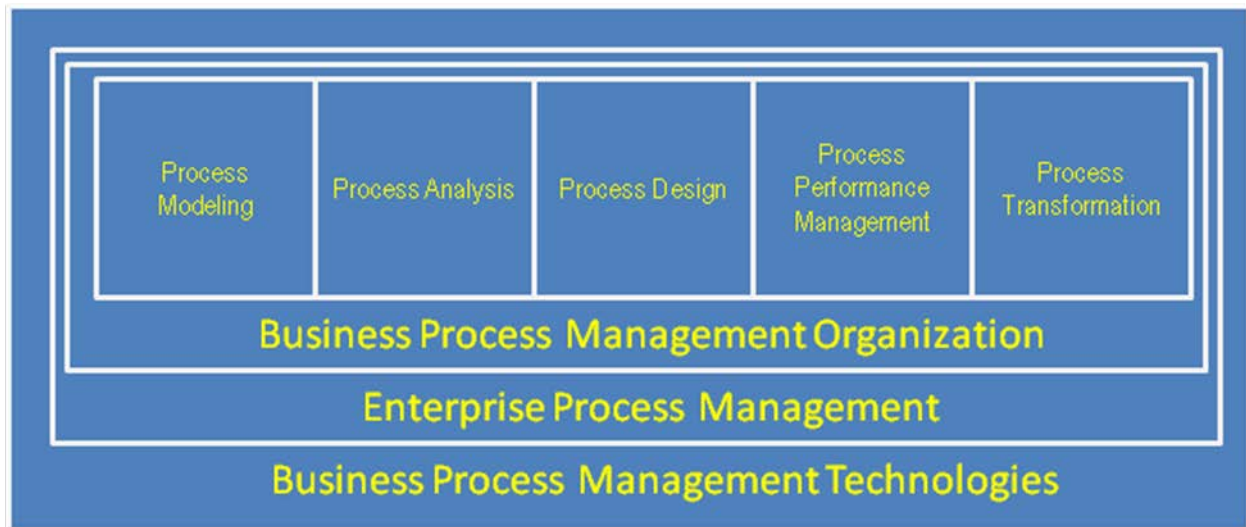 Process
Modeling
Process Analysis
Process Design
Process
Performance
Management
Process
Transformation
Business Process Management Organization
Enterprise Process Management
Business Process Management Technologies